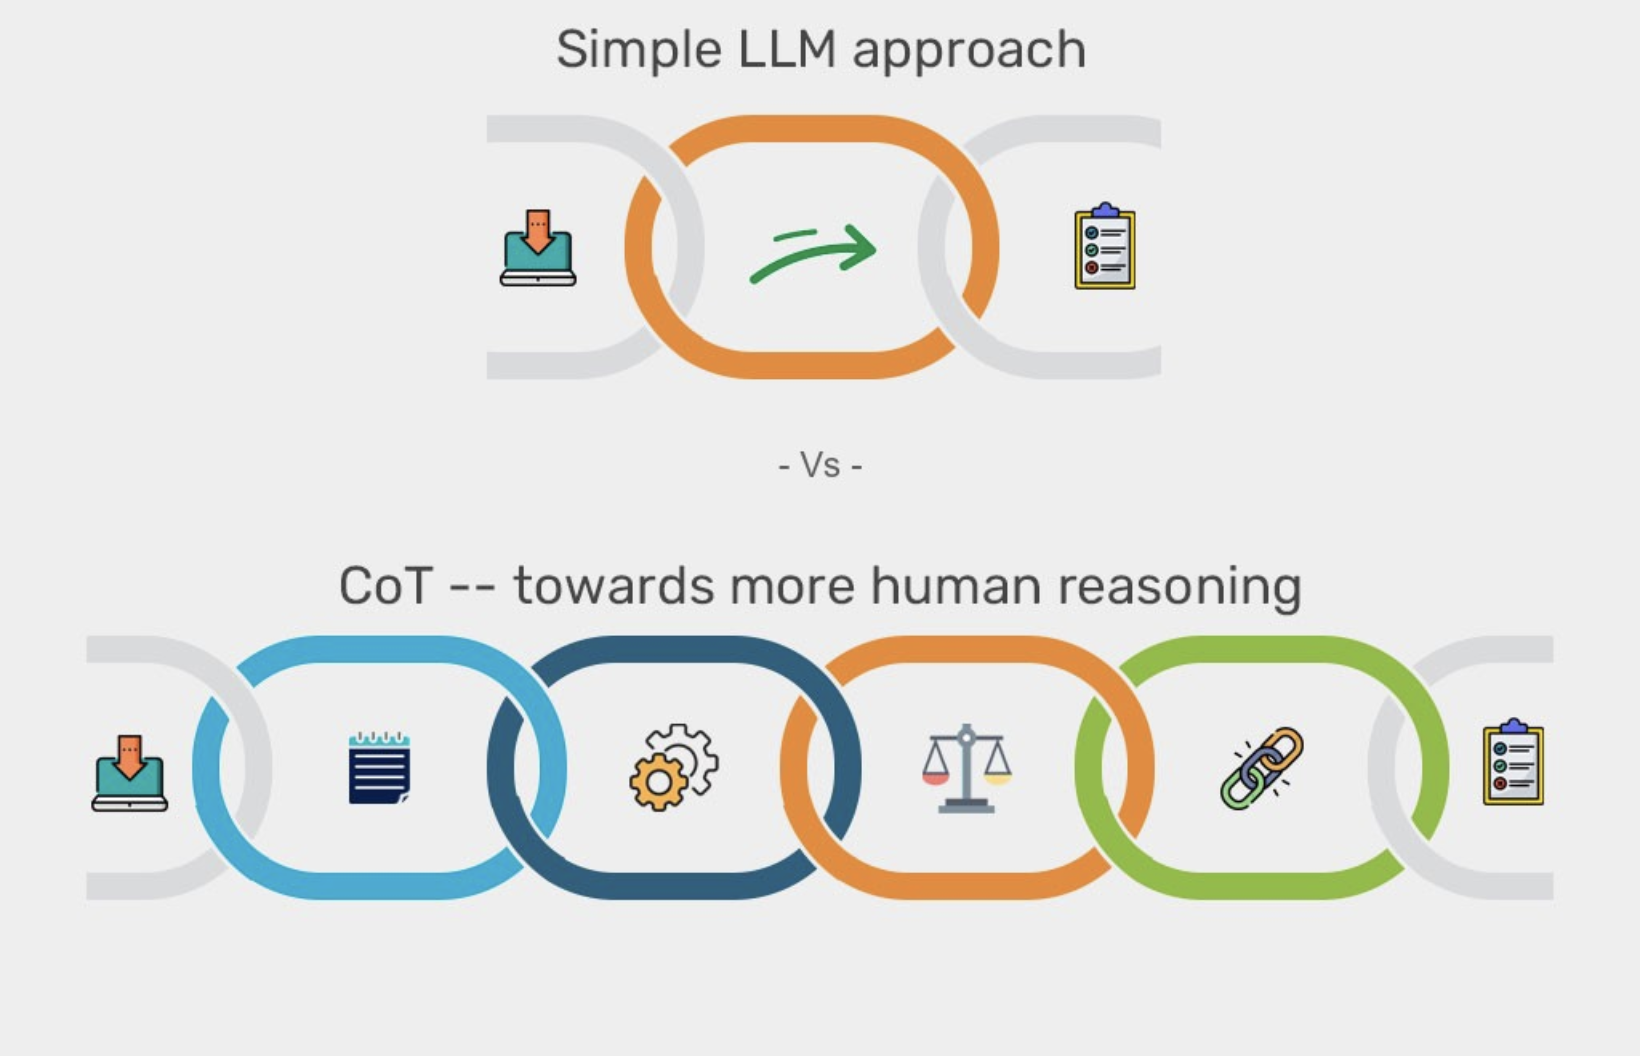 Simple LLM approach
- Vs -
CoT -- towards more human reasoning